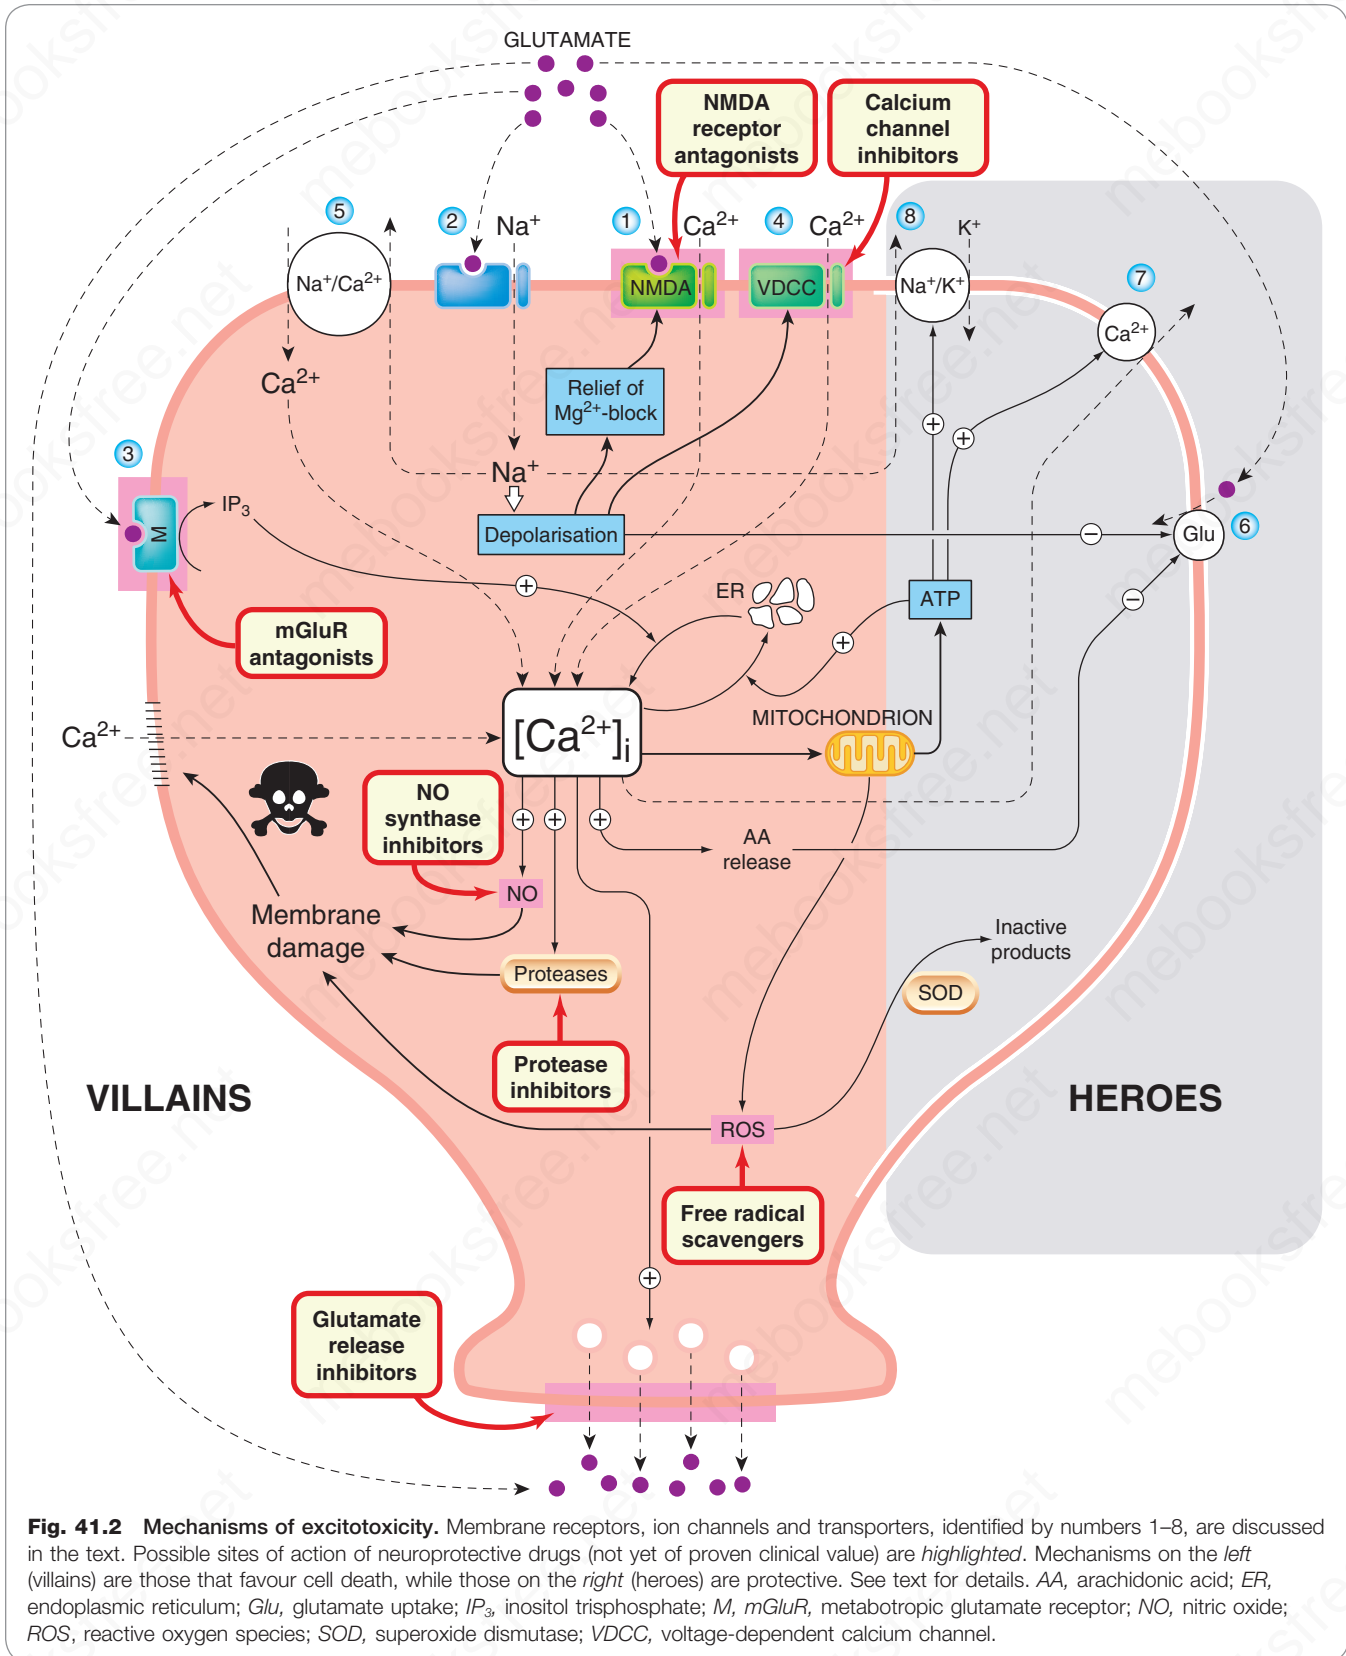 GLUTAMATE
NMDA
receptor
antagonists
Calcium
channel
inhibitors
5
2
Na⁺
1
Ca²⁺
4
Ca²⁺
8
K⁺
7
Na⁺/Ca²⁺
NMDA
VDCC
Na⁺/K⁺
Ca²⁺
Ca²⁺
Relief of
Mg²⁺-block
+
+
3
Na⁺
M
IP₃
Depolarisation
−
Glu
6
+
ER
ATP
−
+
mGluR
antagonists
Ca²⁺
[Ca²⁺]ᵢ
MITOCHONDRION
NO
synthase
inhibitors
+
+
+
AA
release
NO
Membrane
damage
Proteases
Inactive
products
SOD
Protease
inhibitors
VILLAINS
HEROES
ROS
Free radical
scavengers
+
Glutamate
release
inhibitors
Fig. 41.2 Mechanisms of excitotoxicity. Membrane receptors, ion channels and transporters, identified by numbers 1–8, are discussed
in the text. Possible sites of action of neuroprotective drugs (not yet of proven clinical value) are highlighted. Mechanisms on the left
(villains) are those that favour cell death, while those on the right (heroes) are protective. See text for details. AA, arachidonic acid; ER,
endoplasmic reticulum; Glu, glutamate uptake; IP₃, inositol trisphosphate; M, mGluR, metabotropic glutamate receptor; NO, nitric oxide;
ROS, reactive oxygen species; SOD, superoxide dismutase; VDCC, voltage-dependent calcium channel.
mebooksfree.net